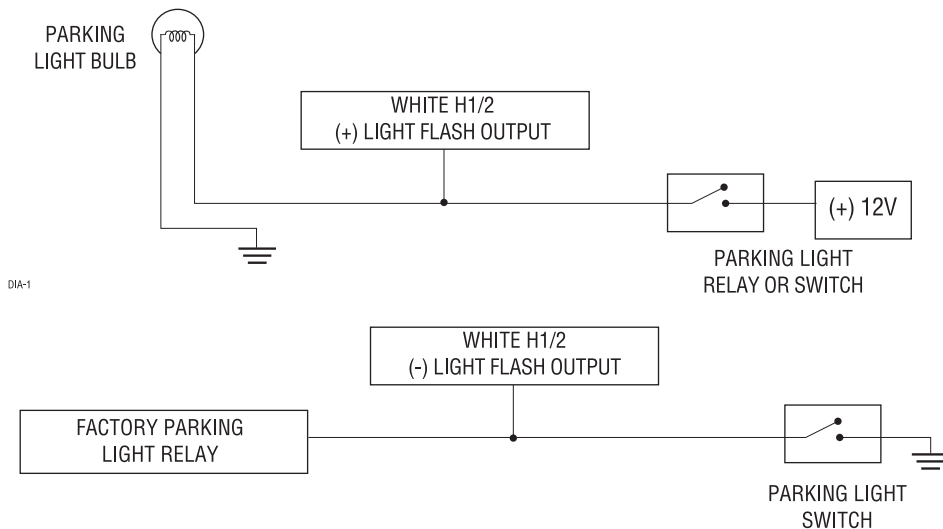 PARKING
LIGHT BULB
WHITE H1/2
(+) LIGHT FLASH OUTPUT
(+) 12V
PARKING LIGHT
RELAY OR SWITCH
DIA-1
WHITE H1/2
(-) LIGHT FLASH OUTPUT
FACTORY PARKING
LIGHT RELAY
PARKING LIGHT
SWITCH